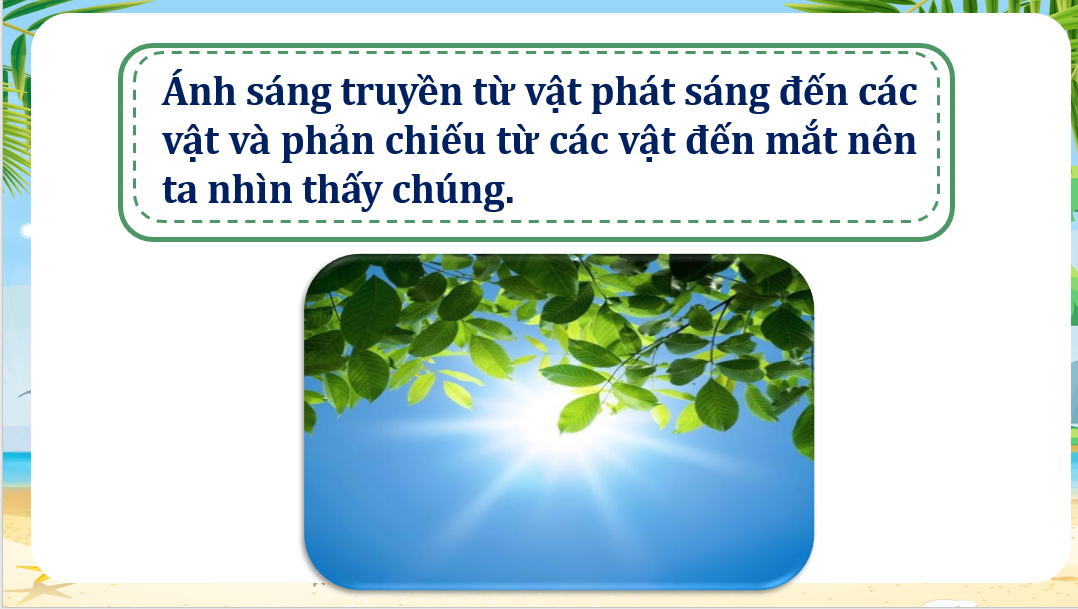 Ánh sáng truyền từ vật phát sáng đến các
vật và phản chiếu từ các vật đến mắt nên
ta nhìn thấy chúng.